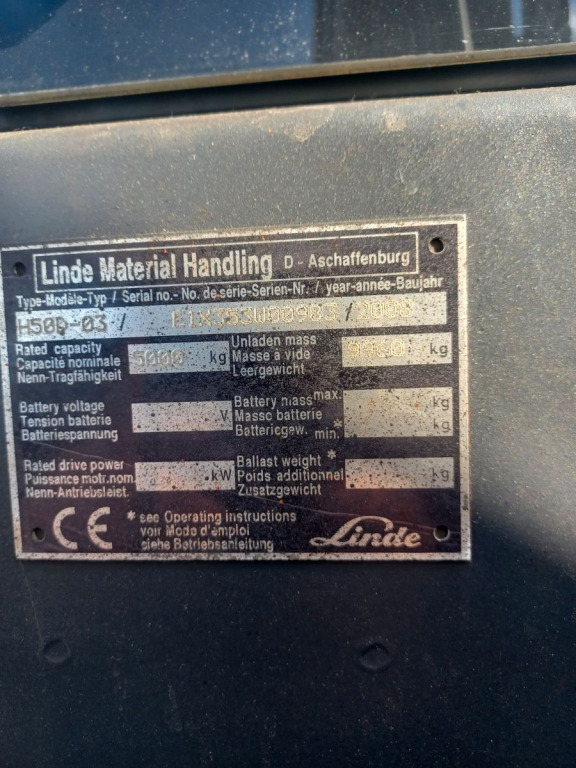 Linde Material Handling D - Aschaffenburg
Type-Modèle-Typ / Serial no.- No. de série-Serien-Nr. / year-année-Baujahr
H50D-03 / /
Rated capacity 5000 kg Unladen mass kg
Capacité nominale Masse à vide
Nenn-Tragfähigkeit Leergewicht
Battery voltage V Battery mass max. kg
Tension batterie Masse batterie
Batteriespannung Batteriegew. min.* kg
Rated drive power kW Ballast weight * kg
Puissance motr.nom. Poids additionnel
Nenn-Antriebsleist. Zusatzgewicht
CE * see Operating instructions Linde
voir Mode d'emploi
siehe Betriebsanleitung